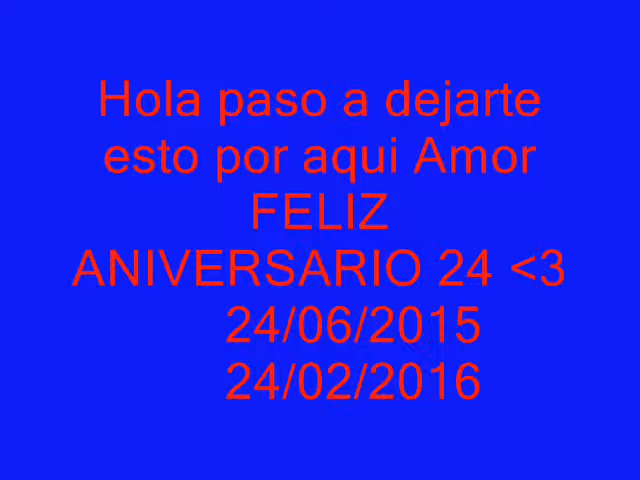 Hola paso a dejarte
esto por aqui Amor
FELIZ
ANIVERSARIO 24 <3
24/06/2015
24/02/2016